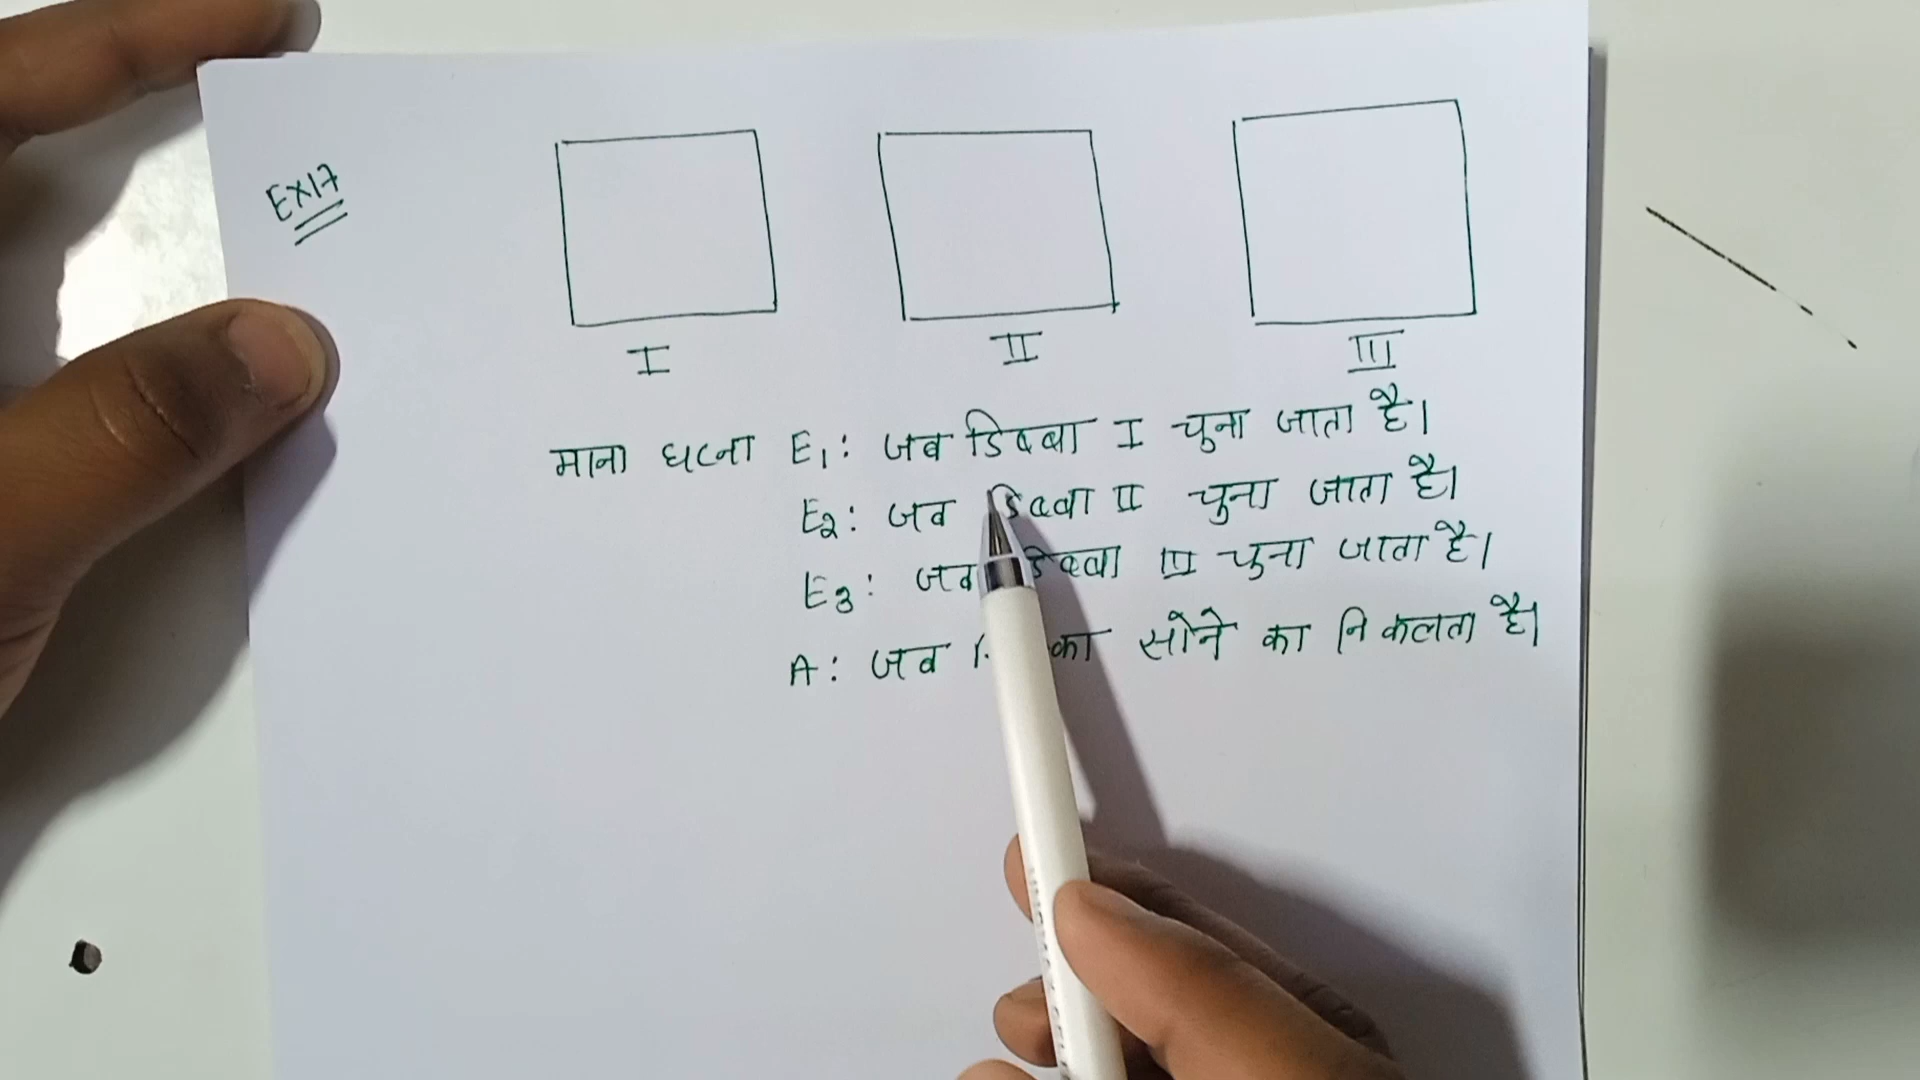 EX17
I II III
माना घटना E₁: जब डिब्बा I चुना जाता है।
E₂: जब डिब्बा II चुना जाता है।
E₃: जब डिब्बा III चुना जाता है।
A: जब सोने का निकलता है।